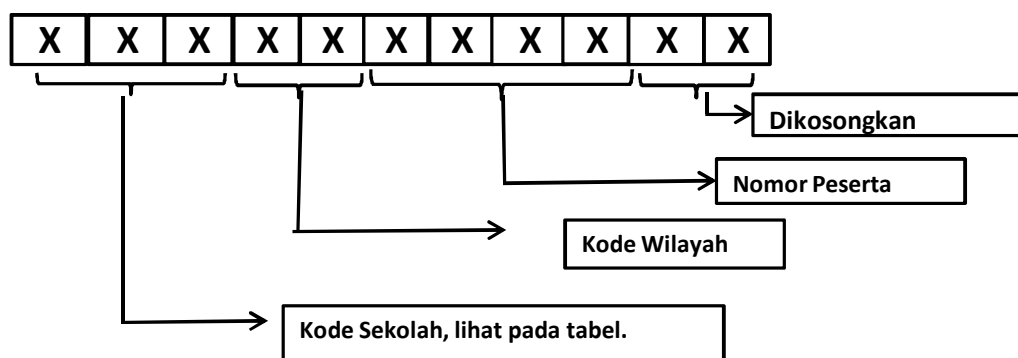 X X X X X X X X X X X
Dikosongkan
Nomor Peserta
Kode Wilayah
Kode Sekolah, lihat pada tabel.